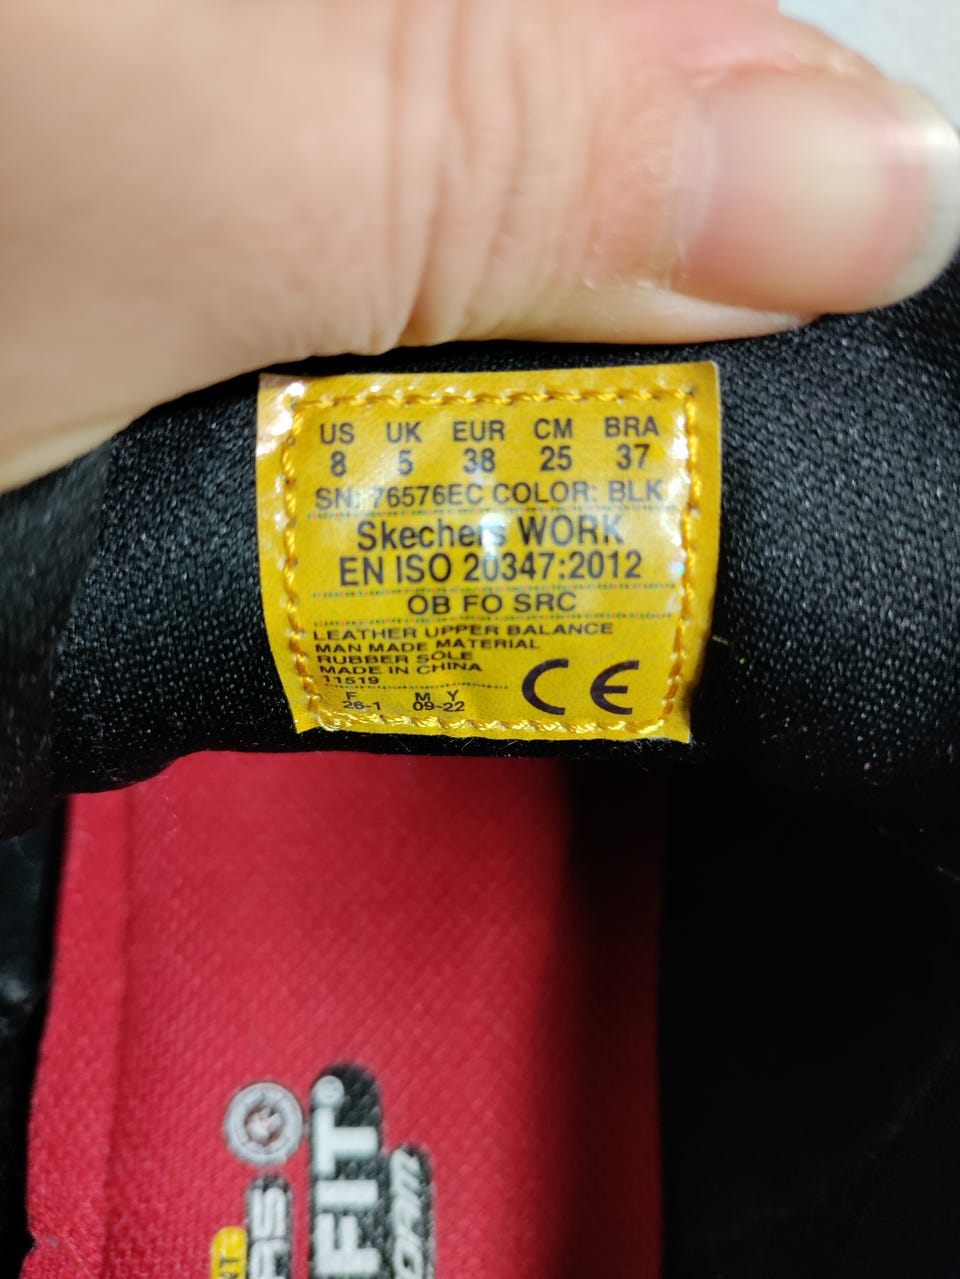 US UK EUR CM BRA
8 5 38 25 37
SN: 76576EC COLOR: BLK
Skechers WORK
EN ISO 20347:2012
OB FO SRC
LEATHER UPPER BALANCE
MAN MADE MATERIAL
RUBBER SOLE
MADE IN CHINA
11519
F M Y
26-1 09-22
CE
FIT®